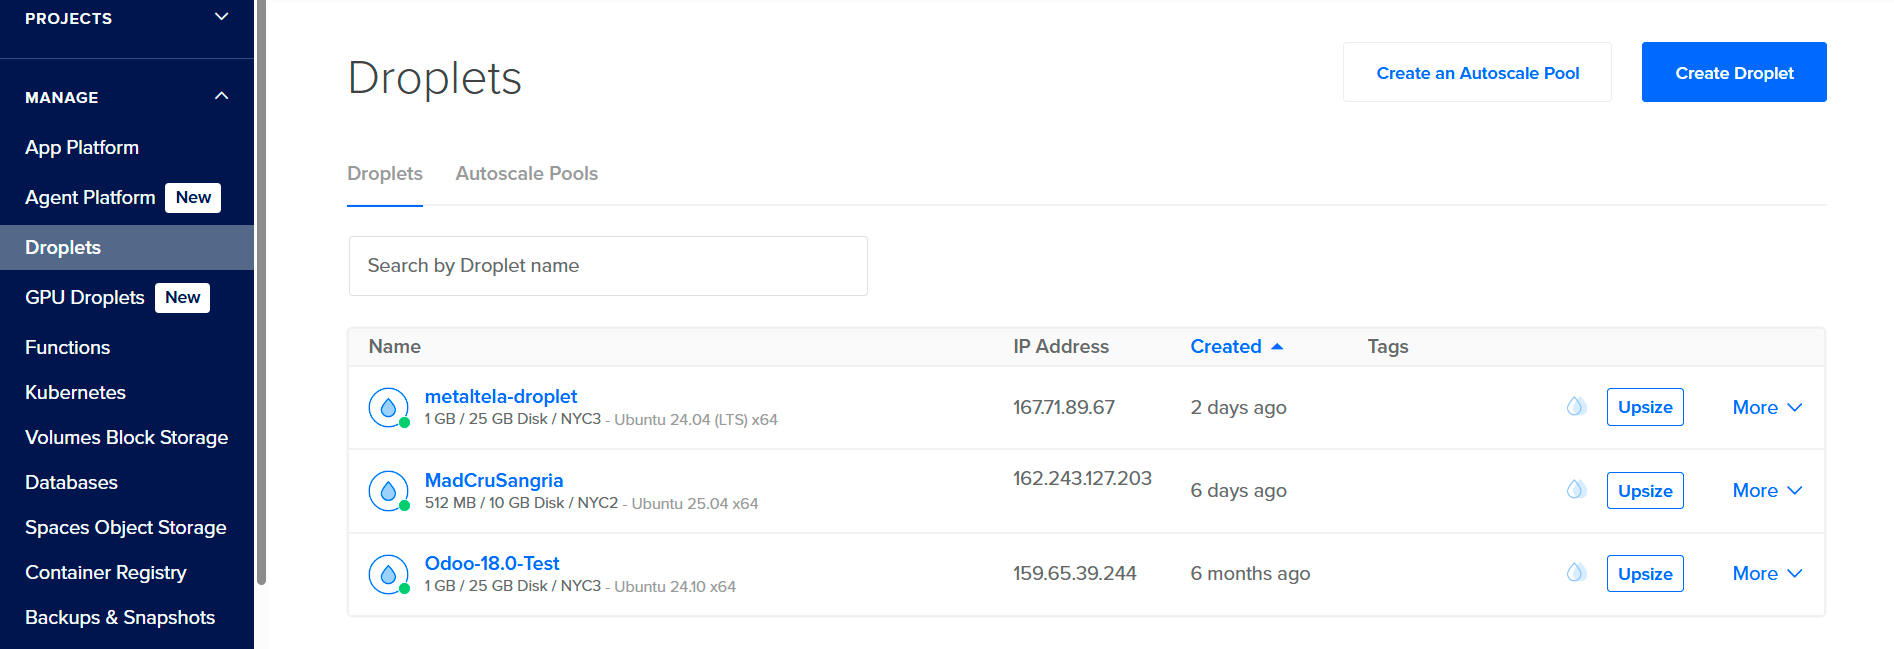 PROJECTS
MANAGE
App Platform
Agent Platform New
Droplets
GPU Droplets New
Functions
Kubernetes
Volumes Block Storage
Databases
Spaces Object Storage
Container Registry
Backups & Snapshots
Droplets
Create an Autoscale Pool
Create Droplet
Droplets Autoscale Pools
Search by Droplet name
Name IP Address Created Tags
metaltela-droplet
1 GB / 25 GB Disk / NYC3 - Ubuntu 24.04 (LTS) x64
167.71.89.67 2 days ago Upsize More
MadCruSangria
512 MB / 10 GB Disk / NYC2 - Ubuntu 25.04 x64
162.243.127.203 6 days ago Upsize More
Odoo-18.0-Test
1 GB / 25 GB Disk / NYC3 - Ubuntu 24.10 x64
159.65.39.244 6 months ago Upsize More